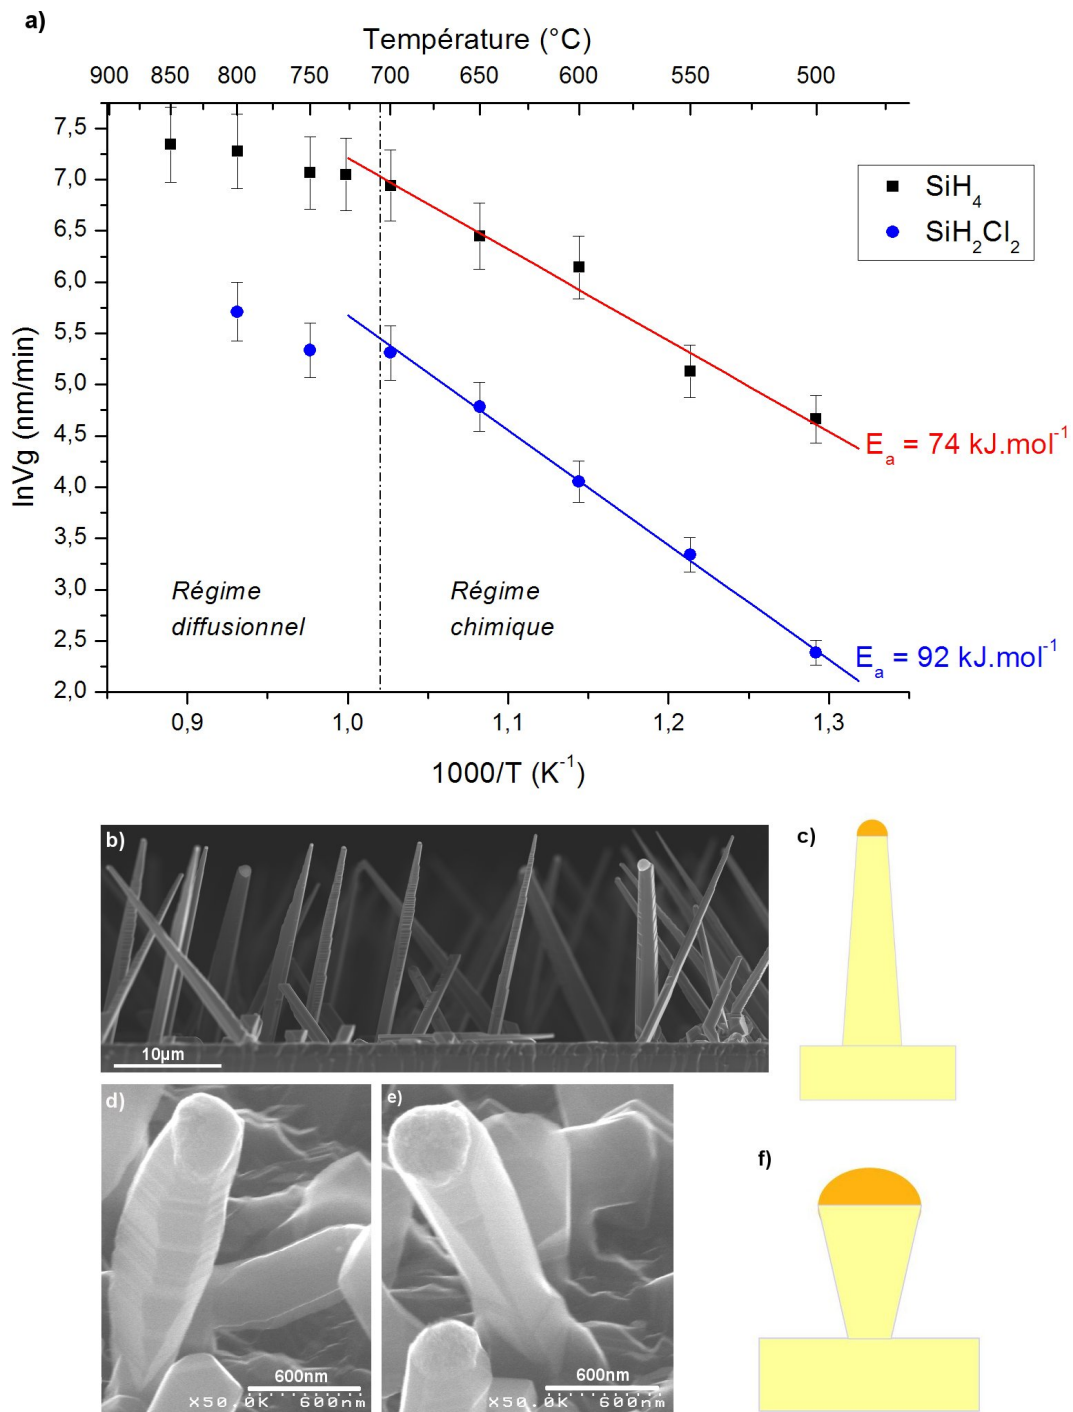 a)
Température (°C)
900 850 800 750 700 650 600 550 500
7,5
7,0
6,5
6,0
5,5
5,0
4,5
4,0
3,5
3,0
2,5
2,0
lnVg (nm/min)
SiH4
SiH2Cl2
Ea = 74 kJ.mol-1
Ea = 92 kJ.mol-1
Régime
diffusionnel
Régime
chimique
0,9 1,0 1,1 1,2 1,3
1000/T (K-1)
b)
10µm
c)
d)
600nm
X50.0K 600nm
e)
600nm
X50.0K 600nm
f)